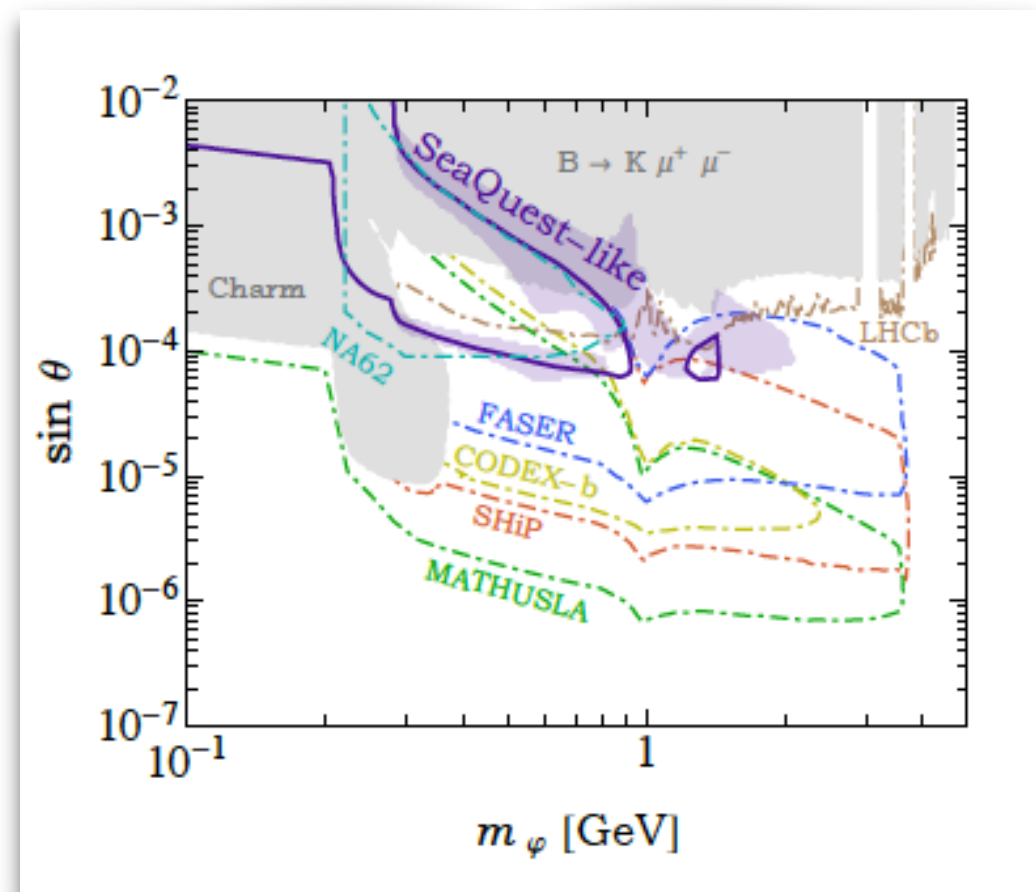 10⁻²
10⁻³
10⁻⁴
10⁻⁵
10⁻⁶
10⁻⁷
sin θ
SeaQuest-like
B → K μ⁺ μ⁻
Charm
NA62
LHCb
FASER
CODEX-b
SHiP
MATHUSLA
10⁻¹
1
m φ [GeV]